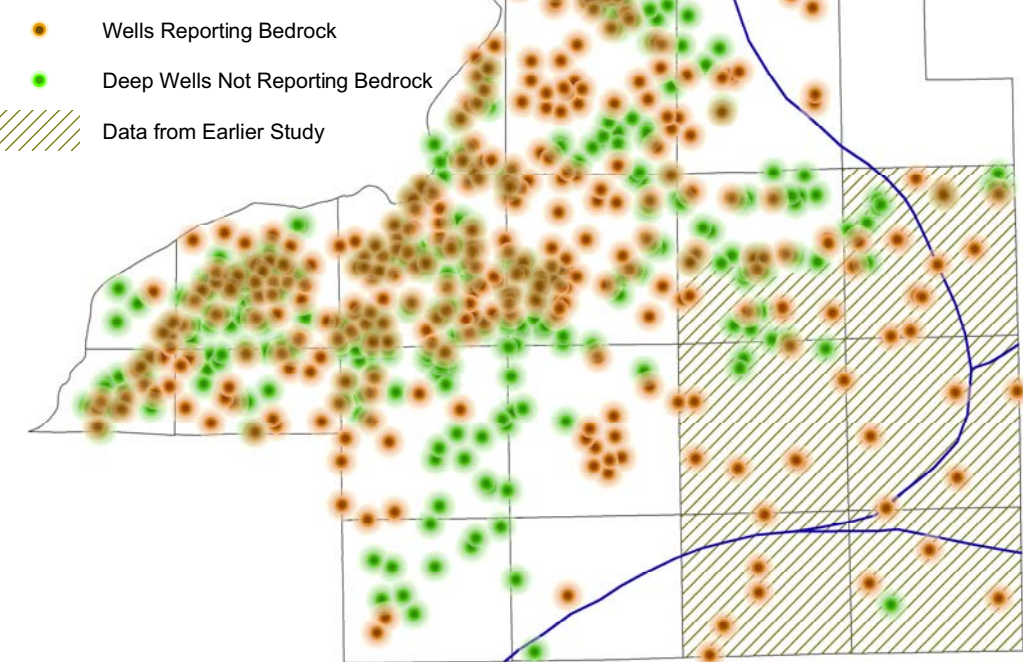 Wells Reporting Bedrock
Deep Wells Not Reporting Bedrock
Data from Earlier Study